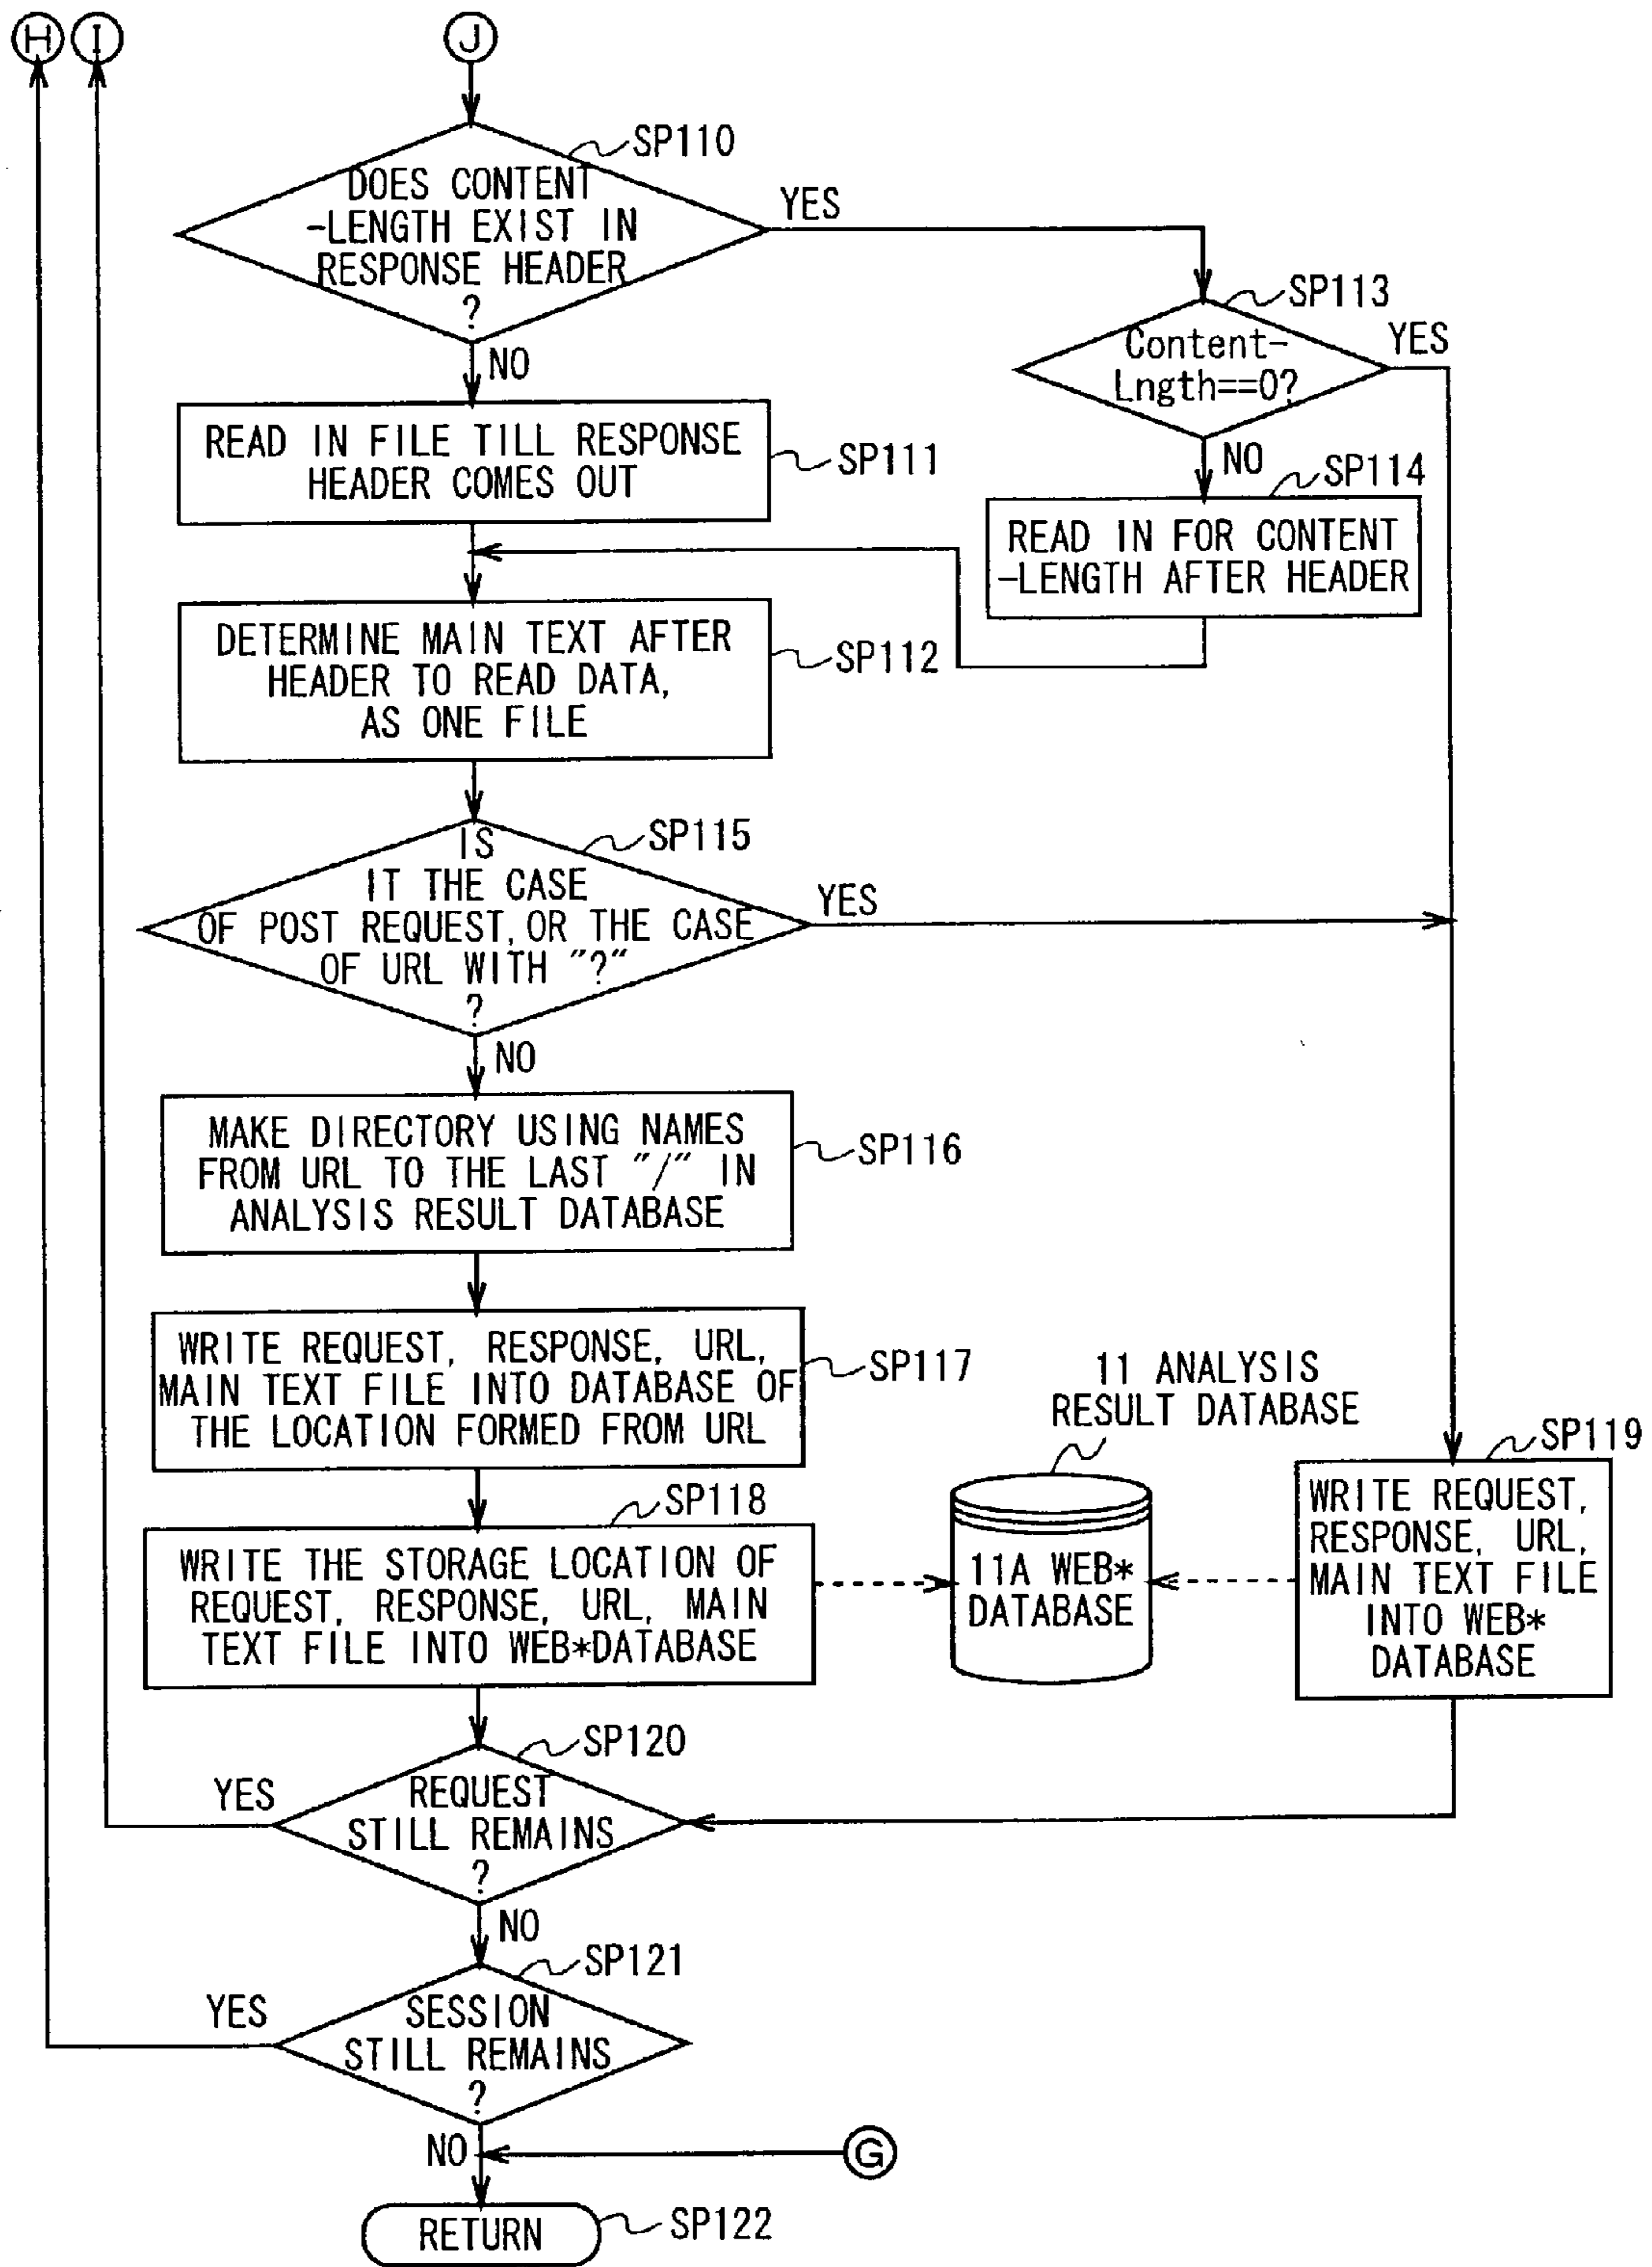 H I J
SP110
DOES CONTENT
-LENGTH EXIST IN
RESPONSE HEADER
?
YES
NO
SP113
Content-
Lngth==0?
YES
NO
READ IN FILE TILL RESPONSE
HEADER COMES OUT
SP111
SP114
READ IN FOR CONTENT
-LENGTH AFTER HEADER
DETERMINE MAIN TEXT AFTER
HEADER TO READ DATA,
AS ONE FILE
SP112
SP115
IS
IT THE CASE
OF POST REQUEST, OR THE CASE
OF URL WITH "?"
?
YES
NO
MAKE DIRECTORY USING NAMES
FROM URL TO THE LAST "/" IN
ANALYSIS RESULT DATABASE
SP116
WRITE REQUEST, RESPONSE, URL,
MAIN TEXT FILE INTO DATABASE OF
THE LOCATION FORMED FROM URL
SP117
11 ANALYSIS
RESULT DATABASE
SP119
WRITE REQUEST,
RESPONSE, URL,
MAIN TEXT FILE
INTO WEB*
DATABASE
SP118
WRITE THE STORAGE LOCATION OF
REQUEST, RESPONSE, URL, MAIN
TEXT FILE INTO WEB*DATABASE
11A WEB*
DATABASE
SP120
REQUEST
STILL REMAINS
?
YES
NO
SP121
SESSION
STILL REMAINS
?
YES
NO
G
RETURN
SP122